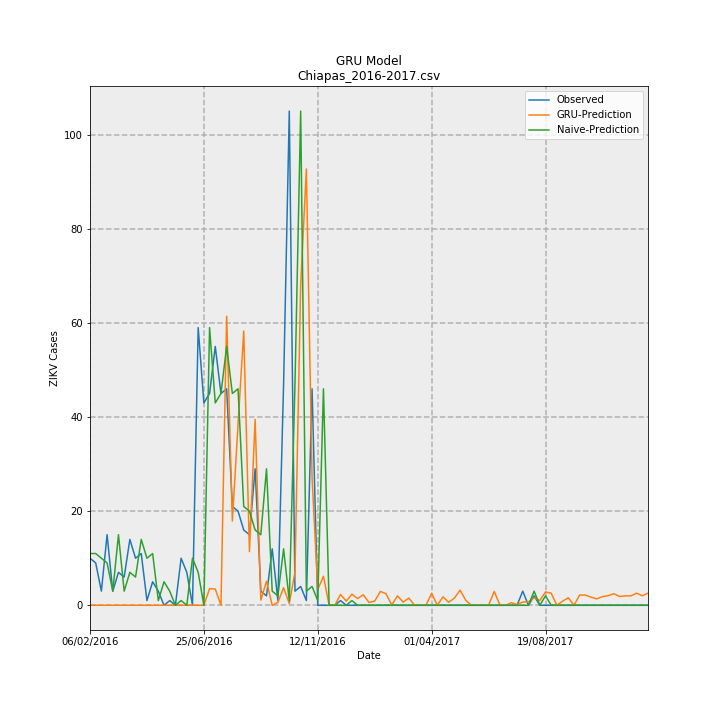 GRU Model
Chiapas_2016-2017.csv
Observed
GRU-Prediction
Naive-Prediction
100
80
60
40
20
0
ZIKV Cases
06/02/2016 25/06/2016 12/11/2016 01/04/2017 19/08/2017
Date